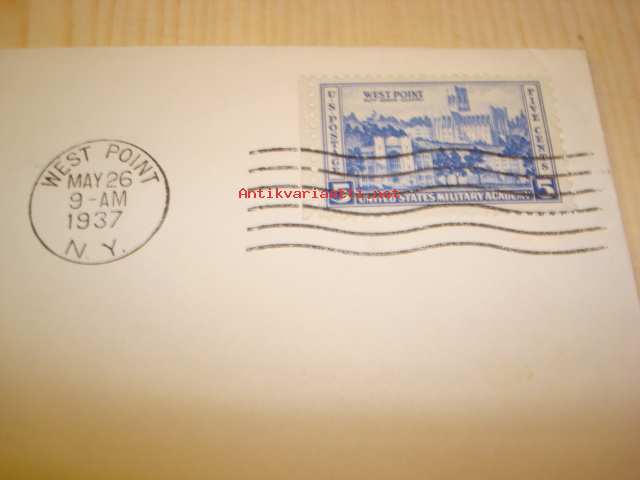 WEST POINT
MAY 26
9-AM
1937
N.Y.
WEST POINT
U.S. POSTAGE
FIVE CENTS
5 5
UNITED STATES MILITARY ACADEMY
Antikvariaatti.net